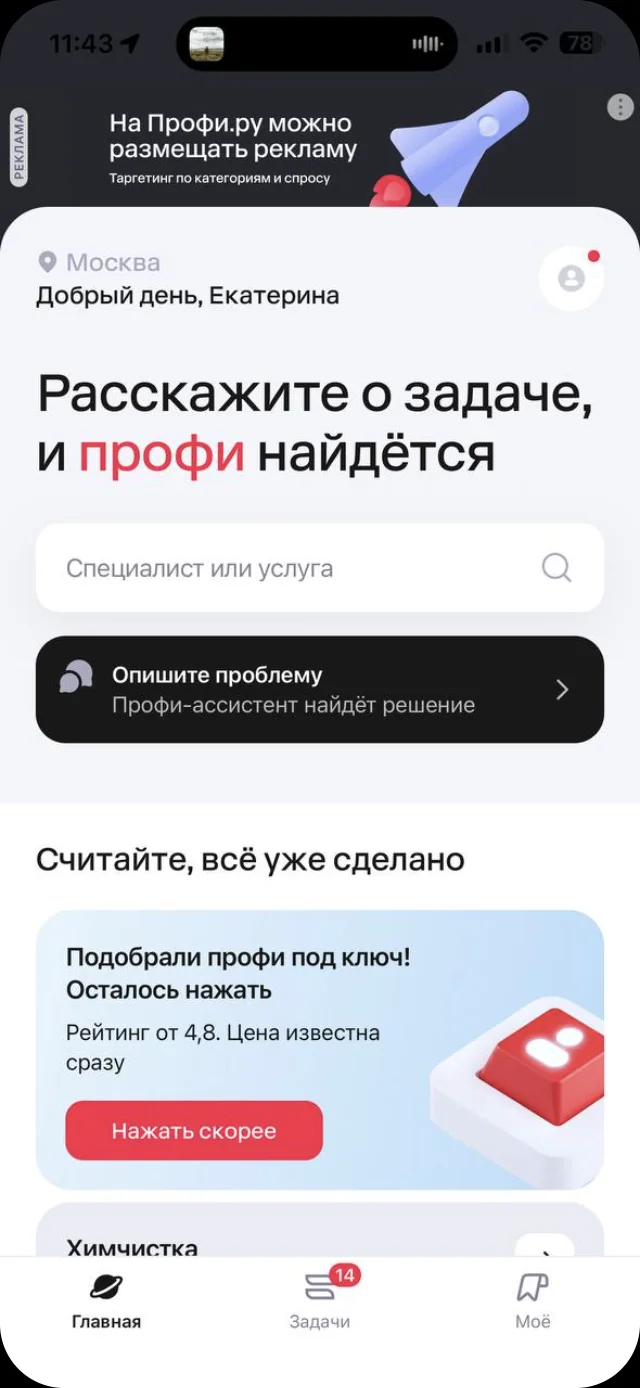 11:43
78
РЕКЛАМА
На Профи.ру можно
размещать рекламу
Таргетинг по категориям и спросу
Москва
Добрый день, Екатерина
Расскажите о задаче,
и профи найдётся
Специалист или услуга
Опишите проблему
Профи-ассистент найдёт решение
Считайте, всё уже сделано
Подобрали профи под ключ!
Осталось нажать
Рейтинг от 4,8. Цена известна
сразу
Нажать скорее
Химчистка
14
Главная
Задачи
Моё